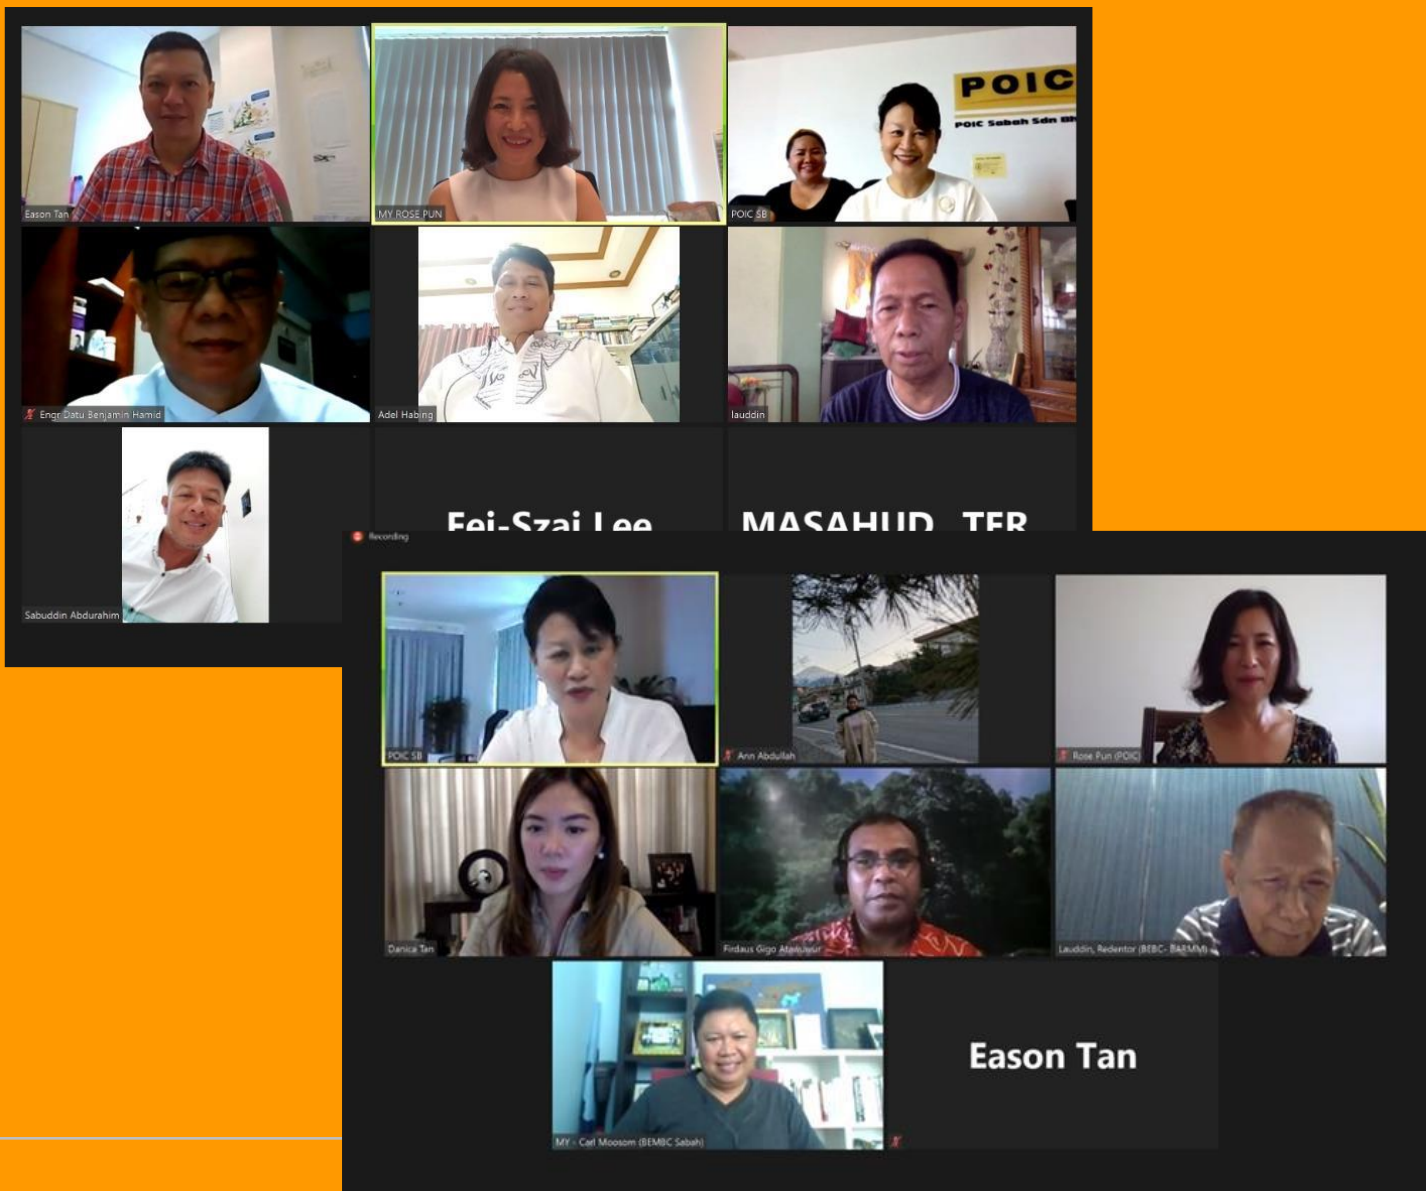 Eason Tan
MY ROSE PUN
POIC
POIC Sabah Sdn Bh
POIC SB
Engr Datu Benjamin Hamid
Adel Habing
lauddin
Sabuddin Abdurahim
Fei-Szai Lee
MASAHUD_ TER
Recording
POIC SB
Ann Abdullah
Rose Pun (POIC)
Danica Tan
Firdaus Gigo Atawuwur
Lauddin, Redentor (BEBC- BARMM)
MY - Carl Moosom (BEMBC Sabah)
Eason Tan